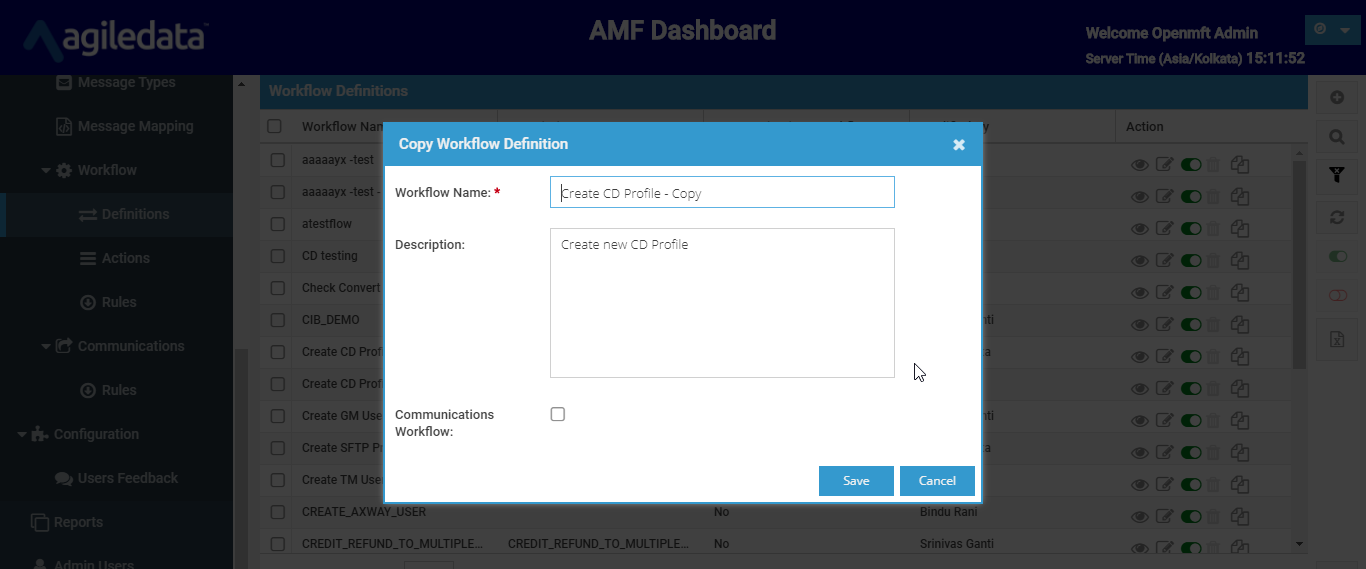 agiledata™
AMF Dashboard
Welcome Openmft Admin
Server Time (Asia/Kolkata) 15:11:52
Message Types
Message Mapping
Workflow
Definitions
Actions
Rules
Communications
Rules
Configuration
Users Feedback
Reports
Admin Users
Workflow Definitions
Workflow Nam
Action
aaaaayx -test
aaaaayx -test -
atestflow
CD testing
Check Convert
CIB_DEMO
nti
Create CD Prof
a
Create CD Prof
Create GM Use
nti
Create SFTP P
a
Create TM Use
CREATE_AXWAY_USER No Bindu Rani
CREDIT_REFUND_TO_MULTIPLE... CREDIT_REFUND_TO_MULTIPLE... No Srinivas Ganti
Copy Workflow Definition
Workflow Name: * Create CD Profile - Copy
Description: Create new CD Profile
Communications
Workflow:
Save Cancel